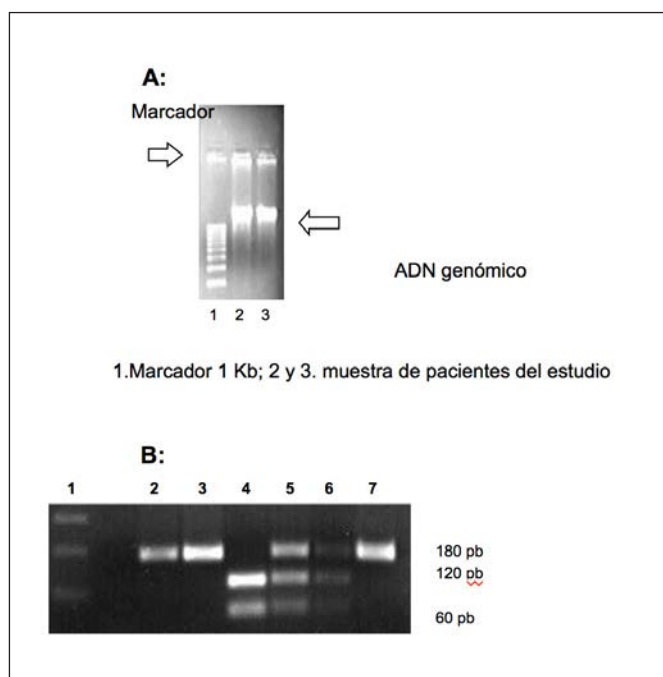 A:
Marcador
ADN genómico
1 2 3
1.Marcador 1 Kb; 2 y 3. muestra de pacientes del estudio
B:
1 2 3 4 5 6 7
180 pb
120 pb
60 pb